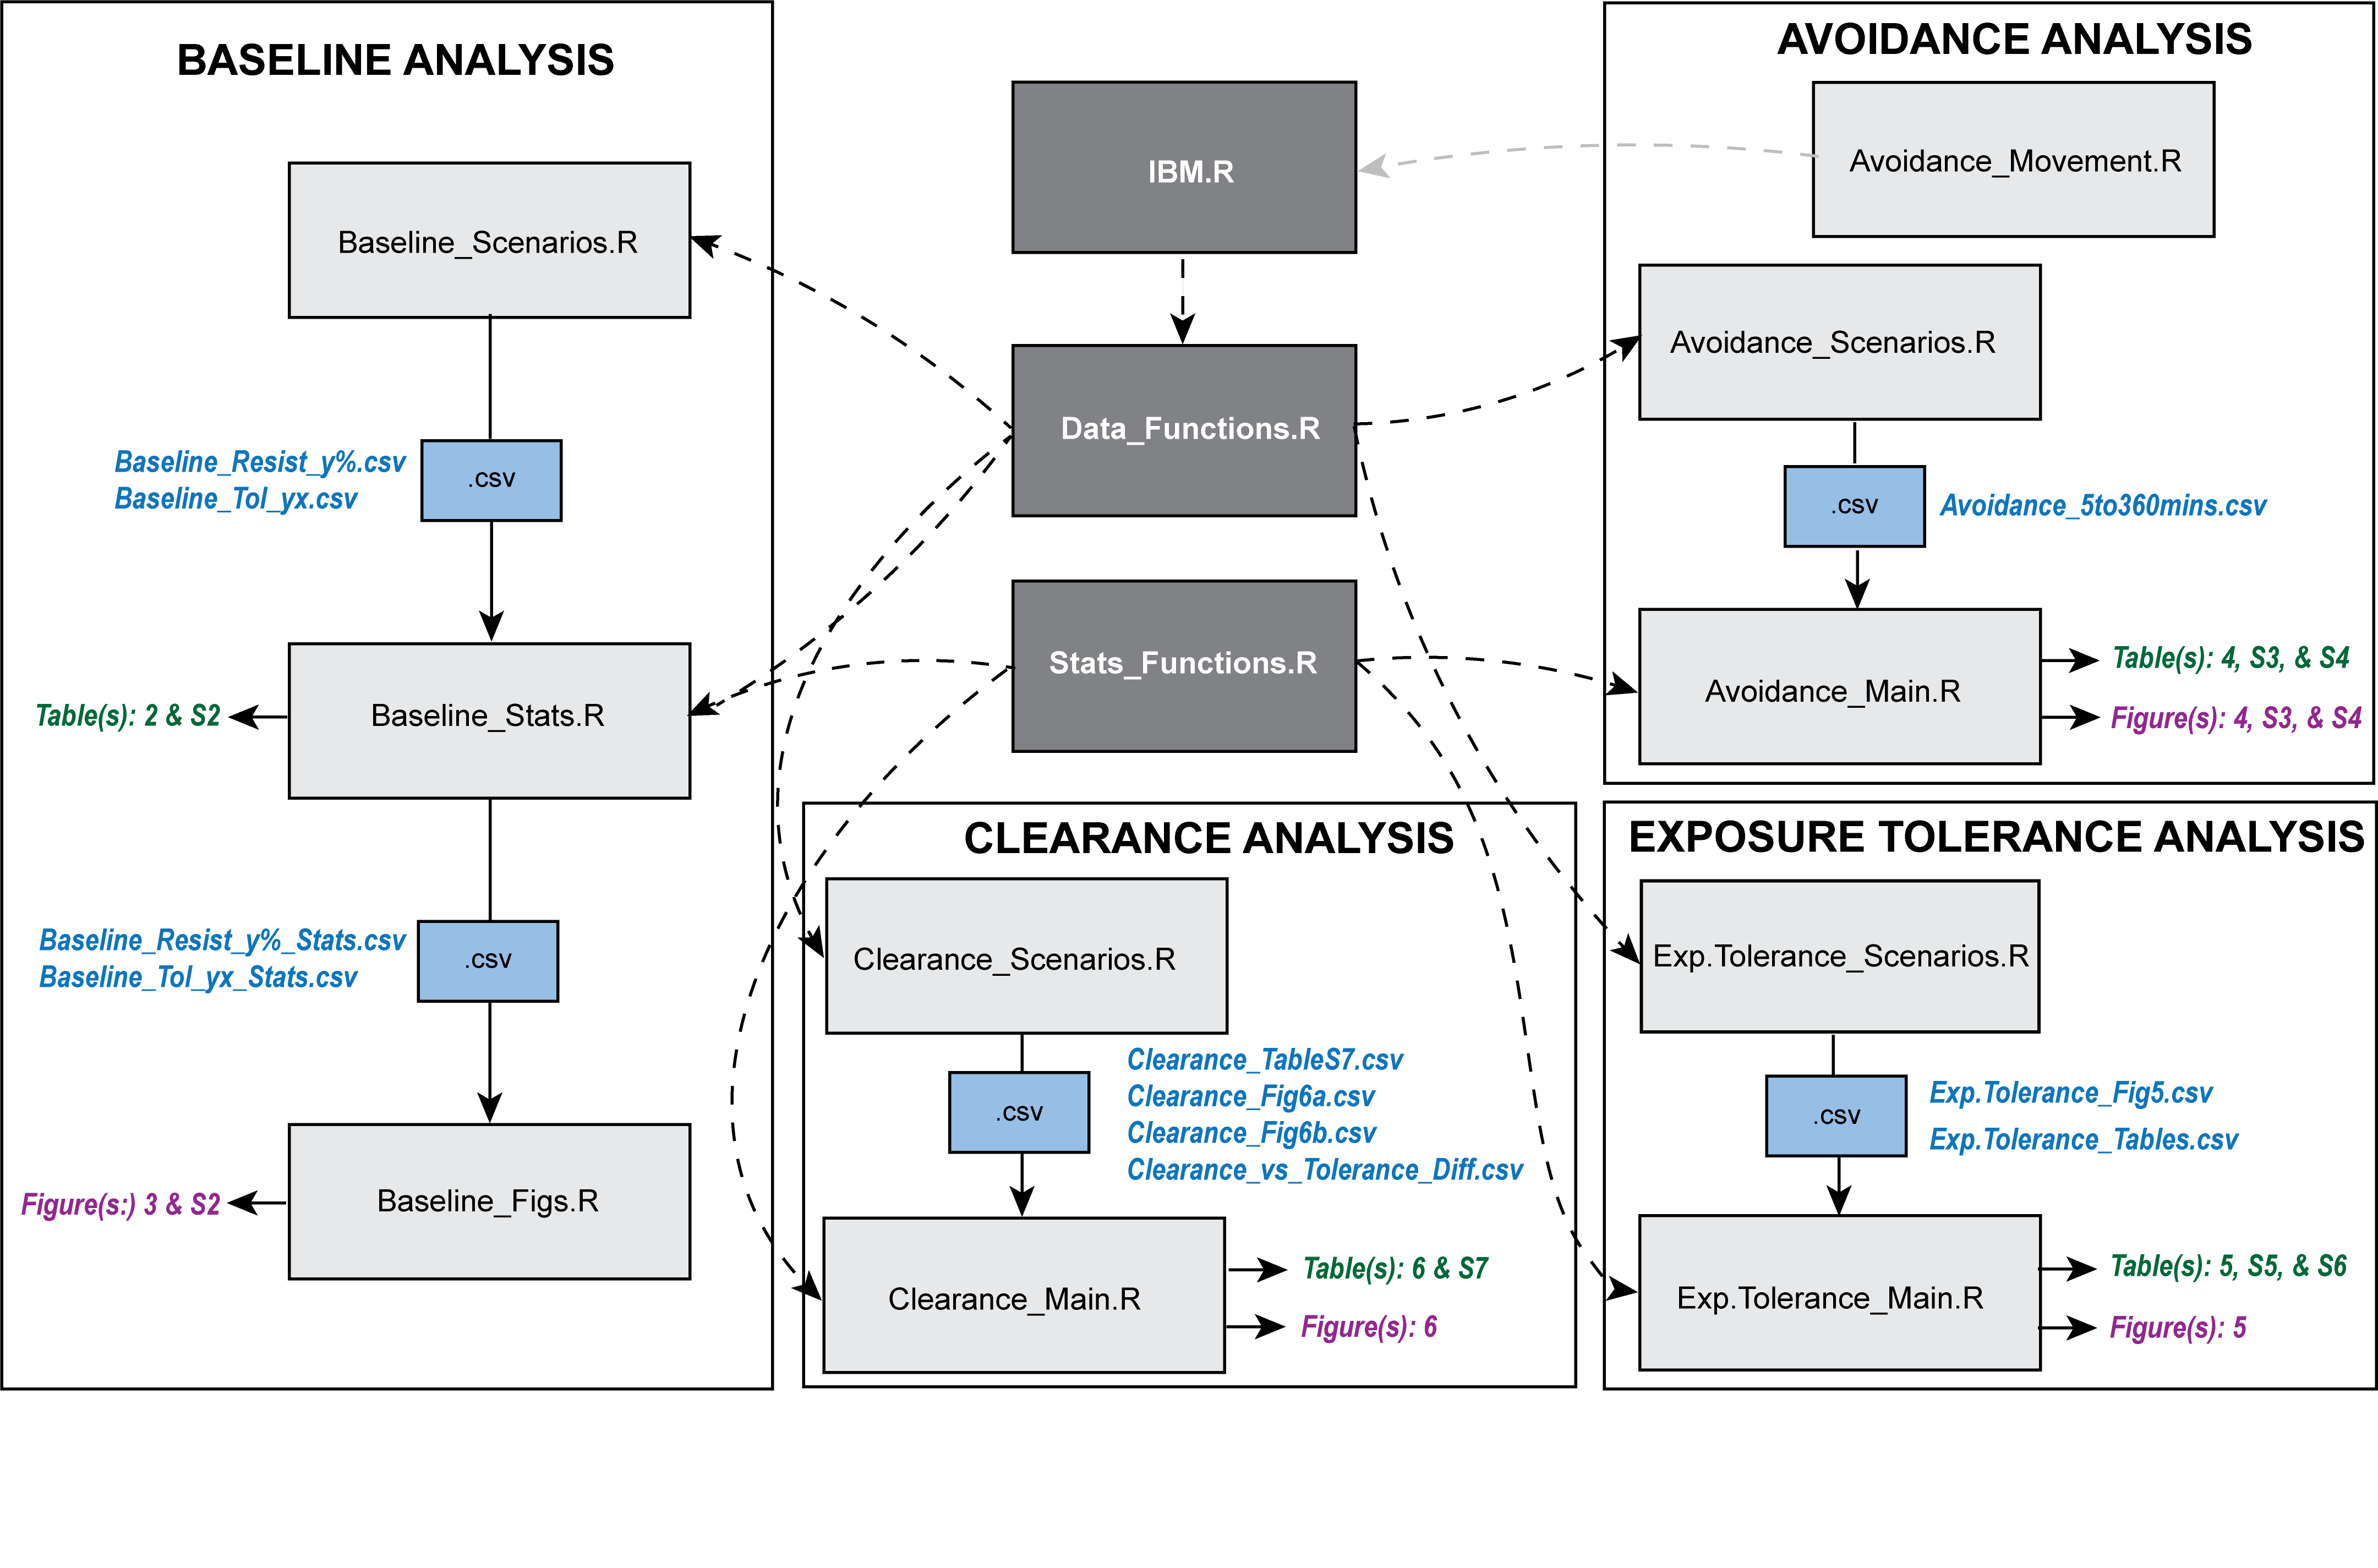 BASELINE ANALYSIS
Baseline_Scenarios.R
Baseline_Resist_y%.csv
Baseline_Tol_yx.csv
.csv
Baseline_Stats.R
Table(s): 2 & S2
Baseline_Resist_y%_Stats.csv
Baseline_Tol_yx_Stats.csv
.csv
Baseline_Figs.R
Figure(s:) 3 & S2
IBM.R
Data_Functions.R
Stats_Functions.R
AVOIDANCE ANALYSIS
Avoidance_Movement.R
Avoidance_Scenarios.R
.csv
Avoidance_5to360mins.csv
Avoidance_Main.R
Table(s): 4, S3, & S4
Figure(s): 4, S3, & S4
CLEARANCE ANALYSIS
Clearance_Scenarios.R
.csv
Clearance_TableS7.csv
Clearance_Fig6a.csv
Clearance_Fig6b.csv
Clearance_vs_Tolerance_Diff.csv
Clearance_Main.R
Table(s): 6 & S7
Figure(s): 6
EXPOSURE TOLERANCE ANALYSIS
Exp.Tolerance_Scenarios.R
.csv
Exp.Tolerance_Fig5.csv
Exp.Tolerance_Tables.csv
Exp.Tolerance_Main.R
Table(s): 5, S5, & S6
Figure(s): 5